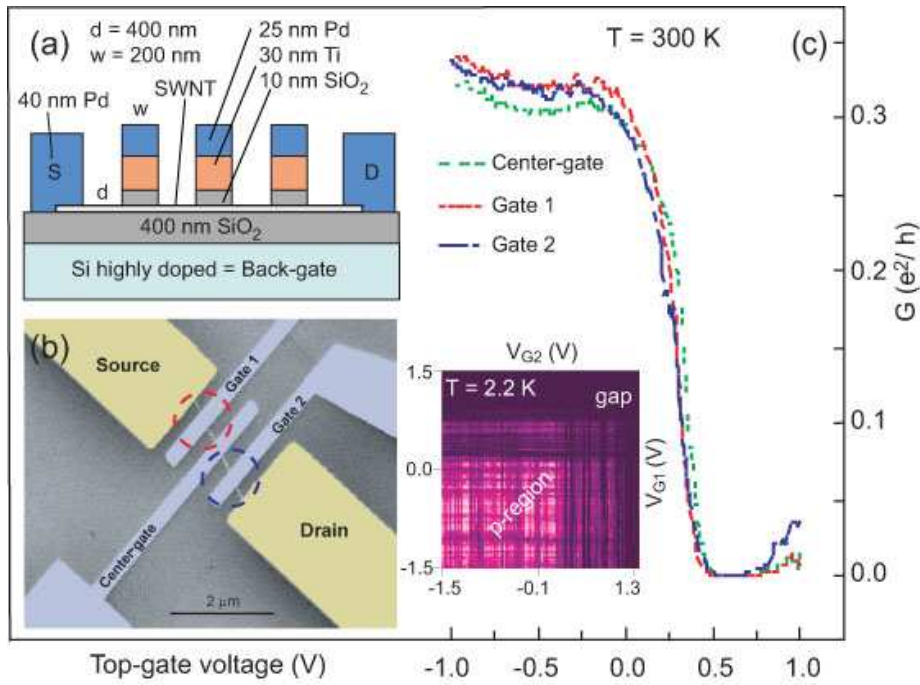 (a)
d = 400 nm
w = 200 nm
25 nm Pd
30 nm Ti
10 nm SiO₂
SWNT
40 nm Pd
w
S
d
D
400 nm SiO₂
Si highly doped = Back-gate
(b)
Source
Gate 1
Gate 2
Center-gate
Drain
2 μm
T = 300 K
(c)
Center-gate
Gate 1
Gate 2
V_G2 (V)
1.5
T = 2.2 K
gap
0.0
p-region
V_G1 (V)
-1.5
-1.5
-0.1
1.3
0.3
0.2
0.1
0.0
G (e²/ h)
Top-gate voltage (V)
-1.0
-0.5
0.0
0.5
1.0